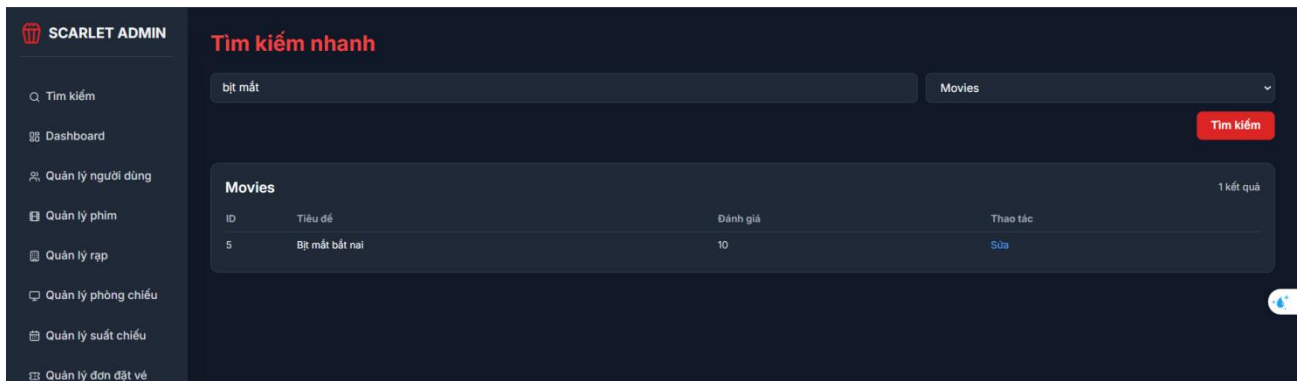 SCARLET ADMIN
Tìm kiếm
Dashboard
Quản lý người dùng
Quản lý phim
Quản lý rạp
Quản lý phòng chiếu
Quản lý suất chiếu
Quản lý đơn đặt vé
Tìm kiếm nhanh
bịt mắt
Movies
Tìm kiếm
Movies
1 kết quả
ID Tiêu đề Đánh giá Thao tác
5 Bịt mắt bắt nai 10 Sửa